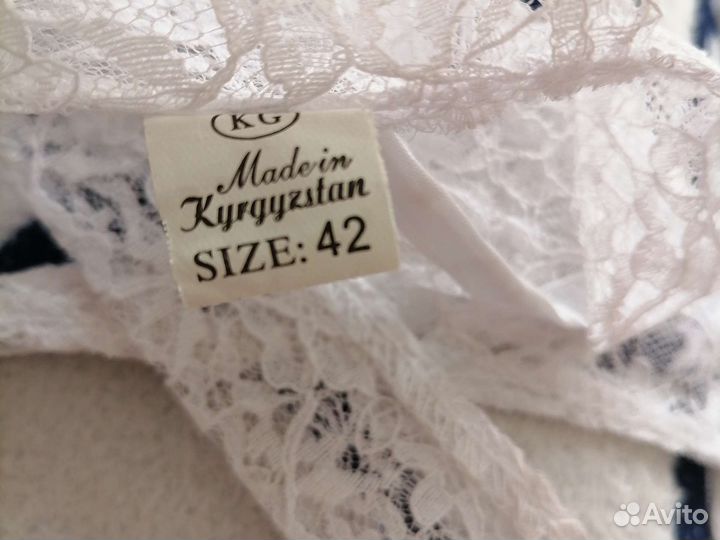 KG
Made in
Kyrgyzstan
SIZE: 42
Avito